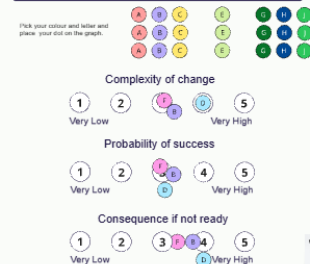 A B C E G H J
Pick your colour and letter and
place your dot on the graph.
A B C E G H J
A B C E G H J
Complexity of change
1 2 F B D 5
Very Low Very High
Probability of success
1 2 F B 4 5
D
Very Low Very High
Consequence if not ready
1 2 3 F B 4 5
D
Very Low Very High